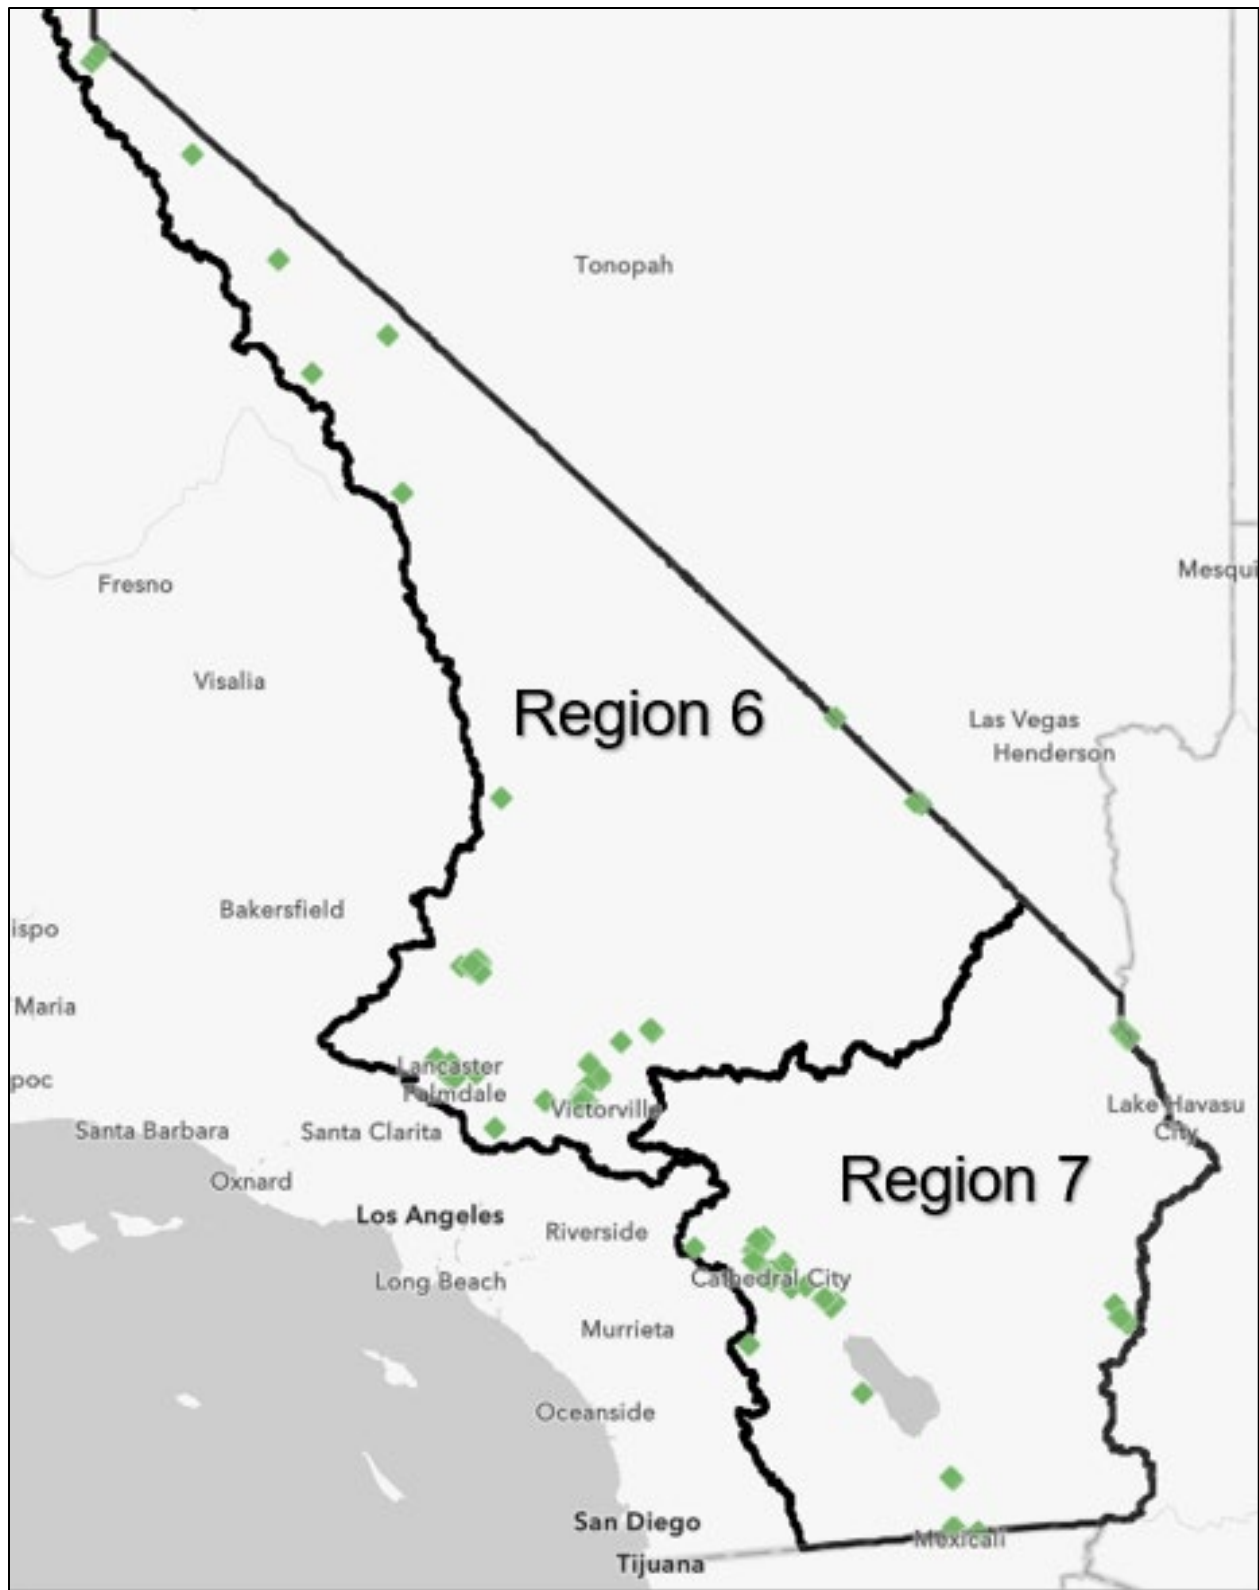 Tonopah
Mesqui
Fresno
Visalia
Region 6
Las Vegas
Henderson
Bakersfield
ispo
Maria
Lancaster
Palmdale
poc
Victorville
Lake Havasu
City
Santa Barbara
Santa Clarita
Oxnard
Region 7
Los Angeles
Riverside
Long Beach
Cathedral City
Murrieta
Oceanside
San Diego
Mexicali
Tijuana